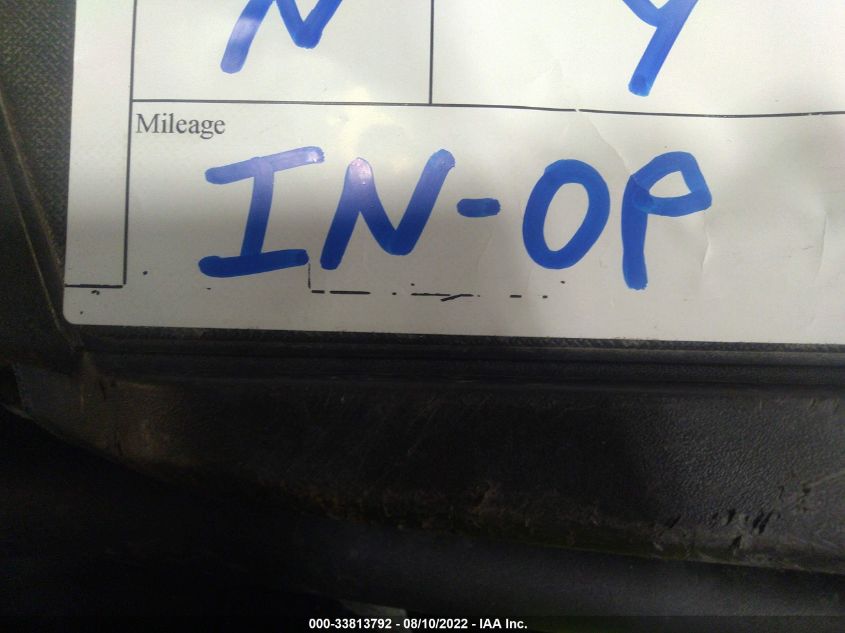 N Y
Mileage
IN-OP
000-33813792 - 08/10/2022 - IAA Inc.